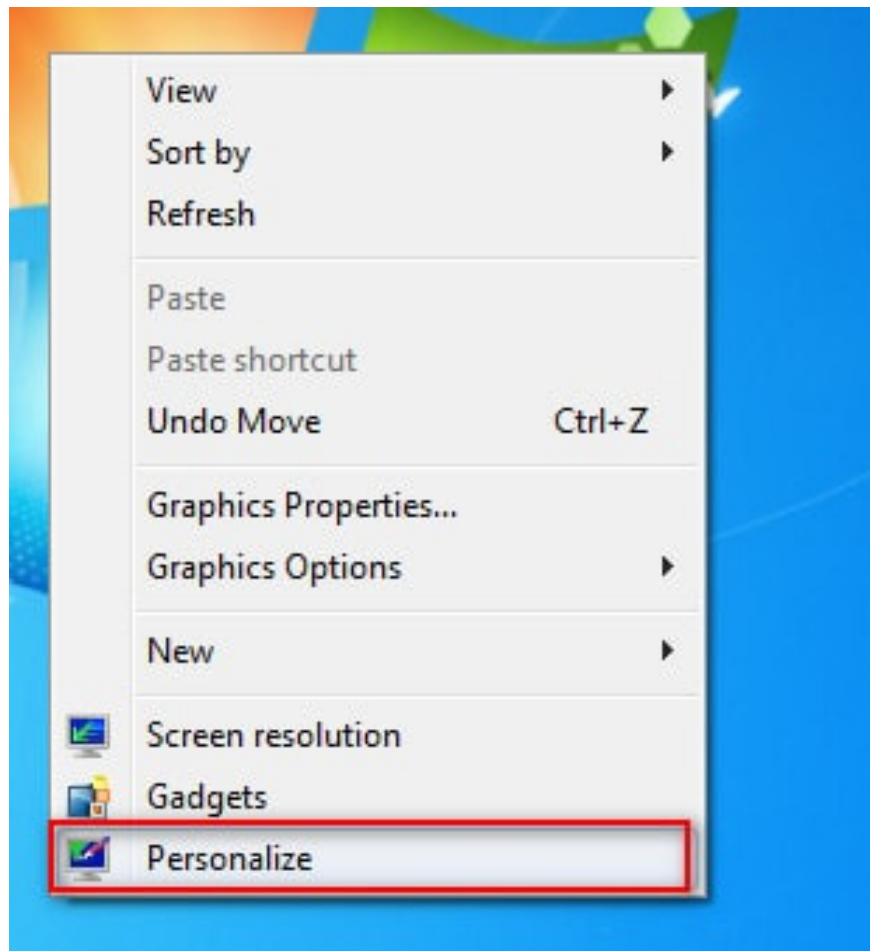 View
Sort by
Refresh
Paste
Paste shortcut
Undo Move Ctrl+Z
Graphics Properties...
Graphics Options
New
Screen resolution
Gadgets
Personalize